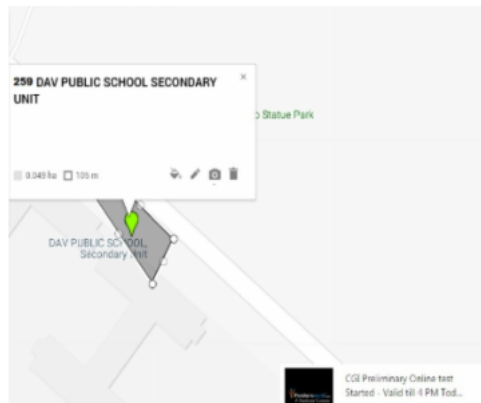 259 DAV PUBLIC SCHOOL SECONDARY
UNIT
Statue Park
0.049 ha 105 m
DAV PUBLIC SCHOOL,
Secondary Unit
CGI Preliminary Online test
Started - Valid till 4 PM Tod...